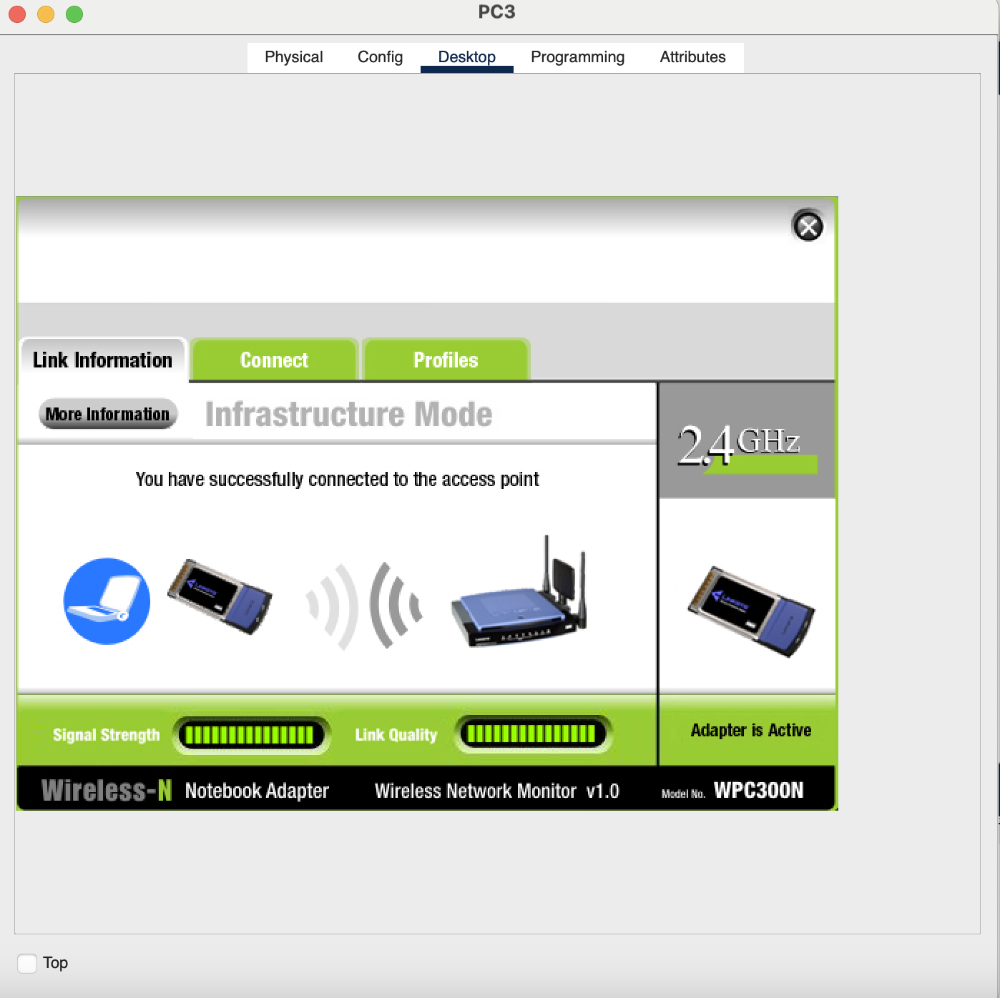 PC3
Physical Config Desktop Programming Attributes
Link Information Connect Profiles
More Information Infrastructure Mode
2.4GHz
You have successfully connected to the access point
Signal Strength Link Quality Adapter is Active
Wireless-N Notebook Adapter Wireless Network Monitor v1.0 Model No. WPC300N
Top